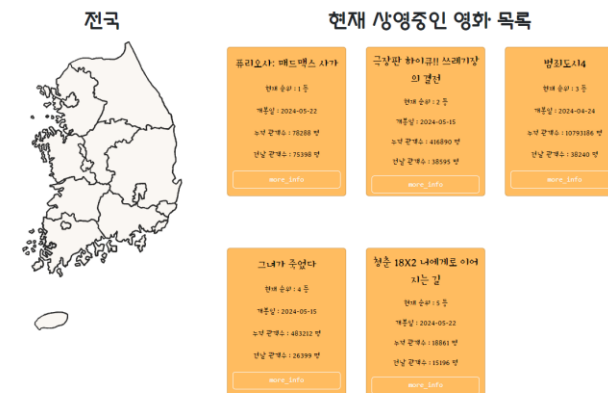 전국
현재 상영중인 영화 목록
퓨리오사: 매드맥스 사가
현재 순위 : 1 등
개봉일 : 2024-05-22
누적 관객수 : 78288 명
전날 관객수 : 75398 명
more_info
극장판 하이큐!! 쓰레기장
의 결전
현재 순위 : 2 등
개봉일 : 2024-05-15
누적 관객수 : 416890 명
전날 관객수 : 38595 명
more_info
범죄도시4
현재 순위 : 3 등
개봉일 : 2024-04-24
누적 관객수 : 10793186 명
전날 관객수 : 38240 명
more_info
그녀가 죽었다
현재 순위 : 4 등
개봉일 : 2024-05-15
누적 관객수 : 483212 명
전날 관객수 : 26399 명
more_info
청춘 18X2 너에게로 이어
지는 길
현재 순위 : 5 등
개봉일 : 2024-05-22
누적 관객수 : 18861 명
전날 관객수 : 15196 명
more_info